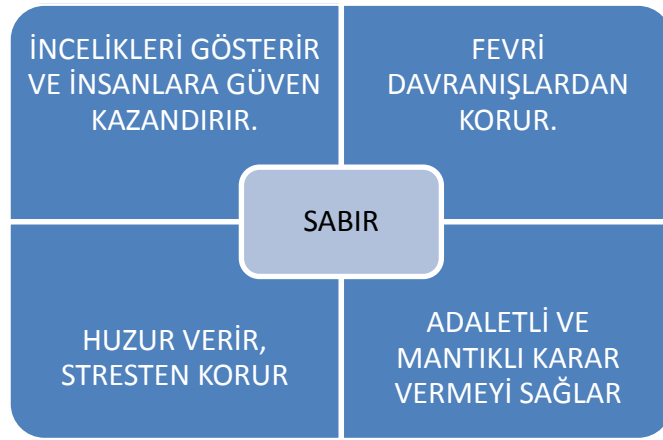 İNCELİKLERİ GÖSTERİR
VE İNSANLARA GÜVEN
KAZANDIRIR.
FEVRİ
DAVRANIŞLARDAN
KORUR.
SABIR
HUZUR VERİR,
STRESTEN KORUR
ADALETLİ VE
MANTIKLI KARAR
VERMEYİ SAĞLAR